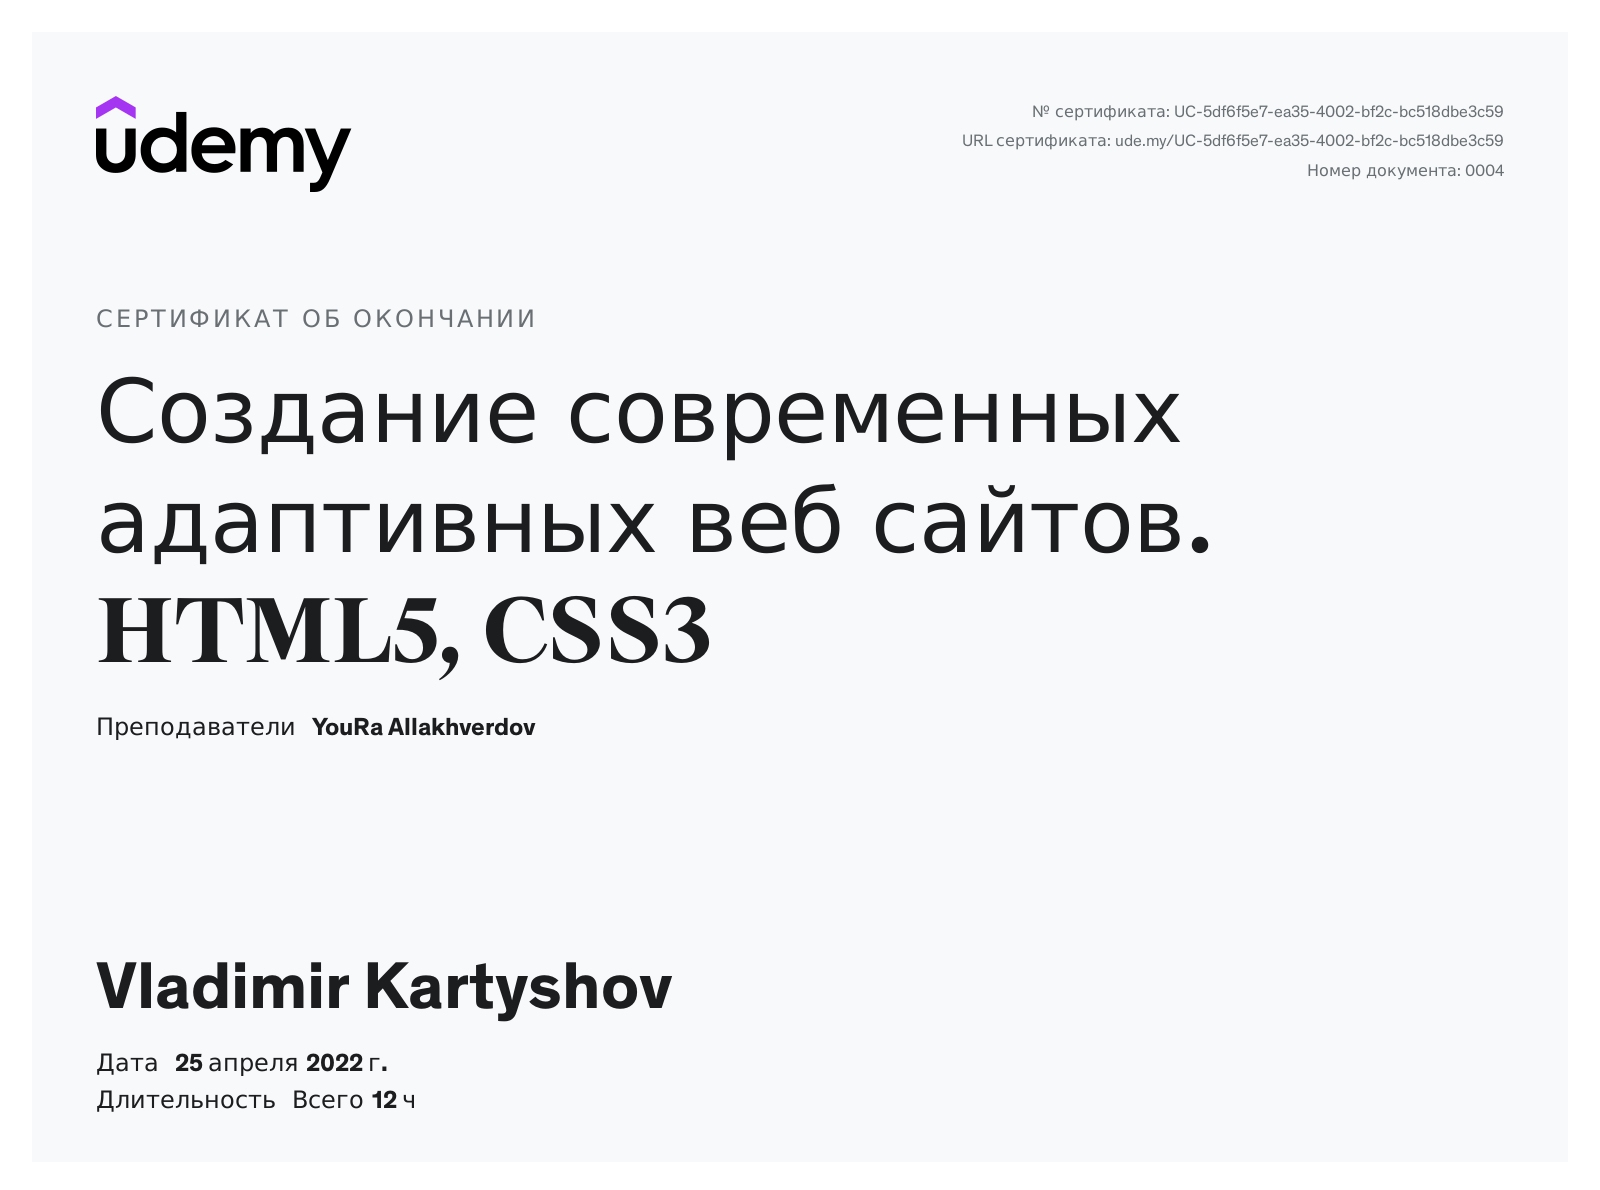 udemy
№ сертификата: UC-5df6f5e7-ea35-4002-bf2c-bc518dbe3c59
URL сертификата: ude.my/UC-5df6f5e7-ea35-4002-bf2c-bc518dbe3c59
Номер документа: 0004
СЕРТИФИКАТ ОБ ОКОНЧАНИИ
Создание современных
адаптивных веб сайтов.
HTML5, CSS3
Преподаватели YouRa Allakhverdov
Vladimir Kartyshov
Дата 25 апреля 2022 г.
Длительность Всего 12 ч